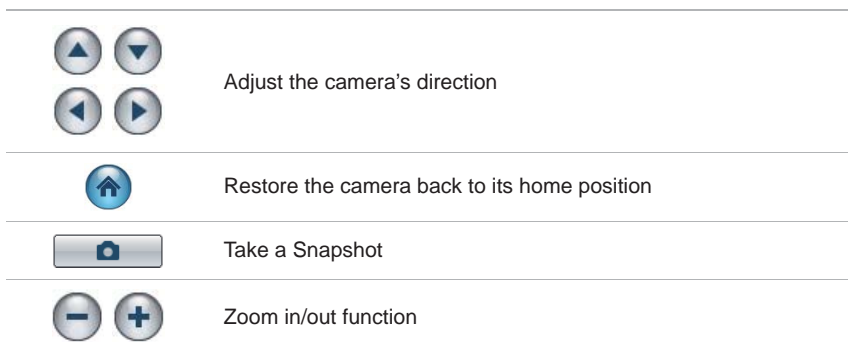 Adjust the camera's direction
Restore the camera back to its home position
Take a Snapshot
Zoom in/out function